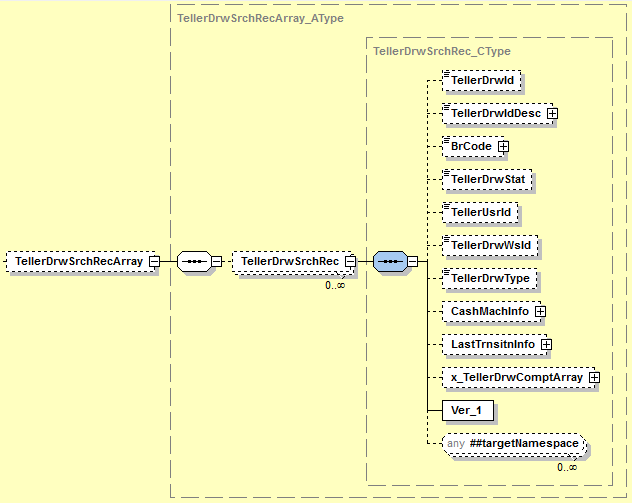 TellerDrwSrchRecArray_AType
TellerDrwSrchRec_CType
TellerDrwId
TellerDrwIdDesc
BrCode
TellerDrwStat
TellerUsrId
TellerDrwWsId
TellerDrwSrchRecArray
TellerDrwSrchRec
0..∞
TellerDrwType
CashMachInfo
LastTrnsitnInfo
x_TellerDrwComptArray
Ver_1
any ##targetNamespace
0..∞